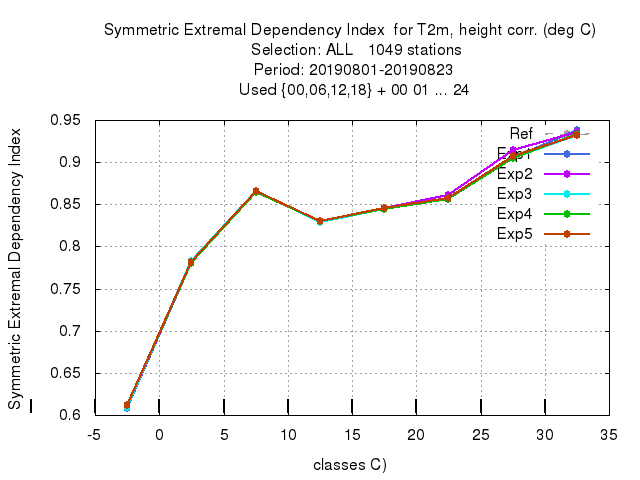 Symmetric Extremal Dependency Index for T2m, height corr. (deg C)
Selection: ALL 1049 stations
Period: 20190801-20190823
Used {00,06,12,18} + 00 01 ... 24
Symmetric Extremal Dependency Index
0.95
0.9
0.85
0.8
0.75
0.7
0.65
0.6
-5
0
5
10
15
20
25
30
35
classes C)
Ref
Exp1
Exp2
Exp3
Exp4
Exp5